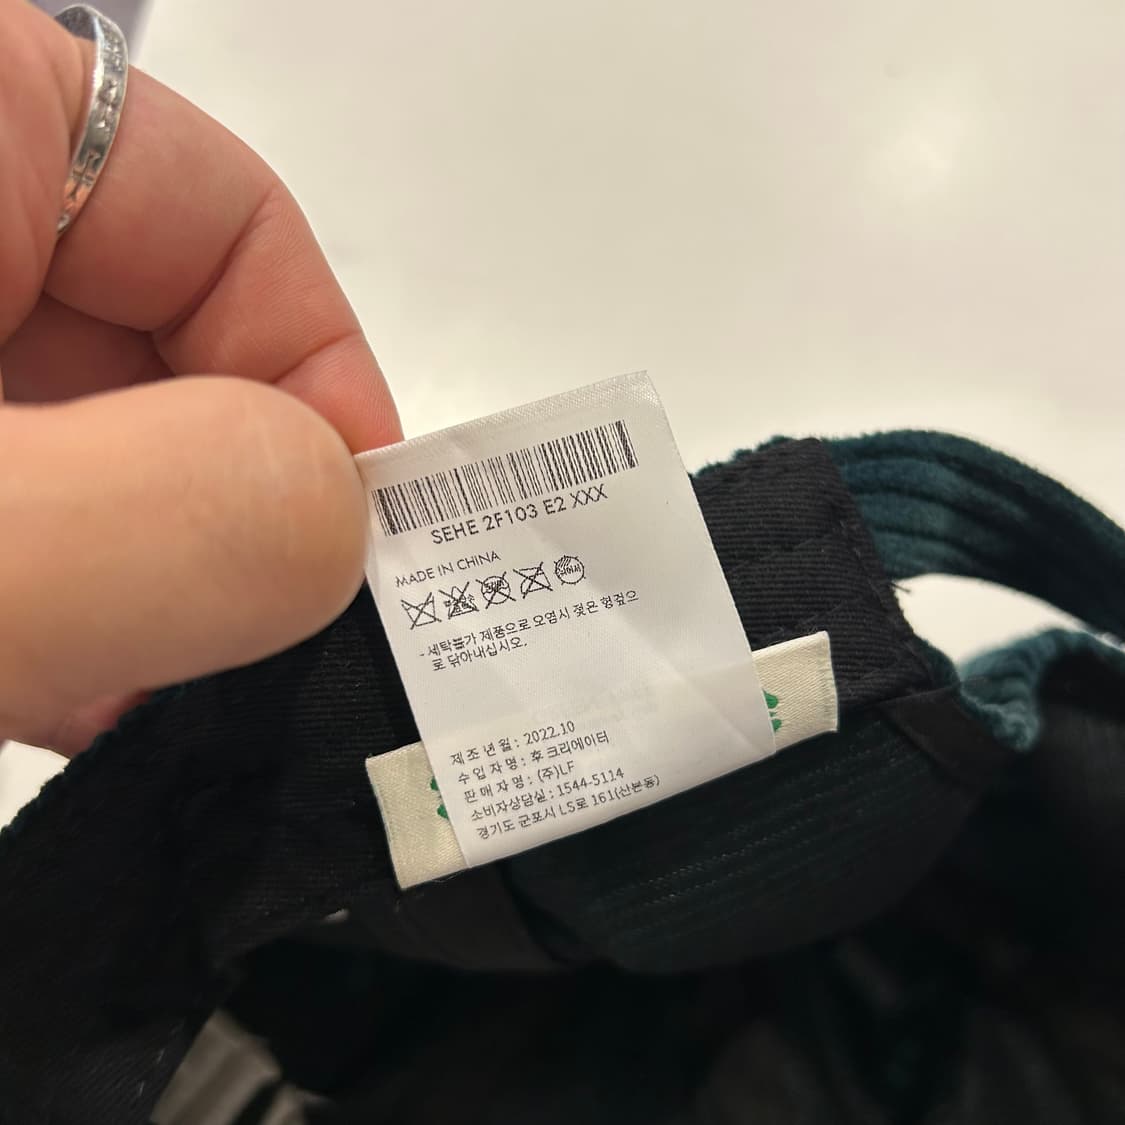 SEHE 2F103 E2 XXX
MADE IN CHINA
- 세탁불가 제품으로 오염시 젖은 헝겊으
로 닦아내십시오.
제 조 년 월 : 2022.10
수 입 자 명 : 후 크리에이터
판 매 자 명 : (주)LF
소비자상담실 : 1544-5114
경기도 군포시 LS로 161(산본동)